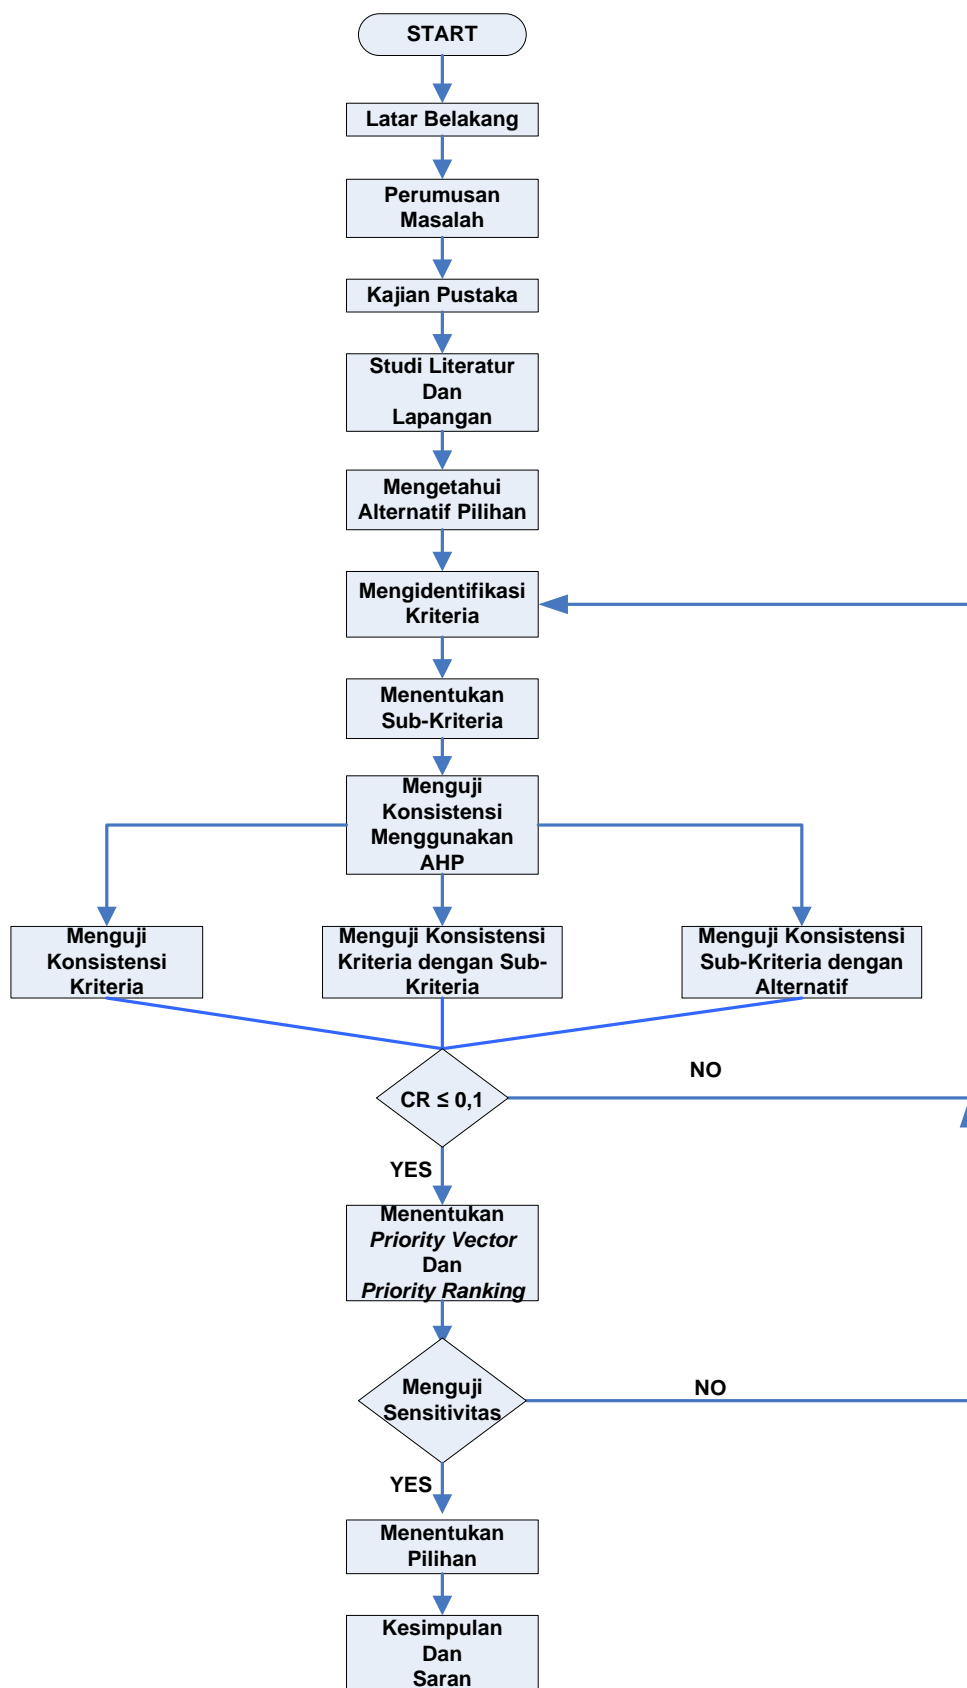 START
Latar Belakang
Perumusan
Masalah
Kajian Pustaka
Studi Literatur
Dan
Lapangan
Mengetahui
Alternatif Pilihan
Mengidentifikasi
Kriteria
Menentukan
Sub-Kriteria
Menguji
Konsistensi
Menggunakan
AHP
Menguji
Konsistensi
Kriteria
Menguji Konsistensi
Kriteria dengan Sub-
Kriteria
Menguji Konsistensi
Sub-Kriteria dengan
Alternatif
CR ≤ 0,1
NO
YES
Menentukan
Priority Vector
Dan
Priority Ranking
Menguji
Sensitivitas
NO
YES
Menentukan
Pilihan
Kesimpulan
Dan
Saran